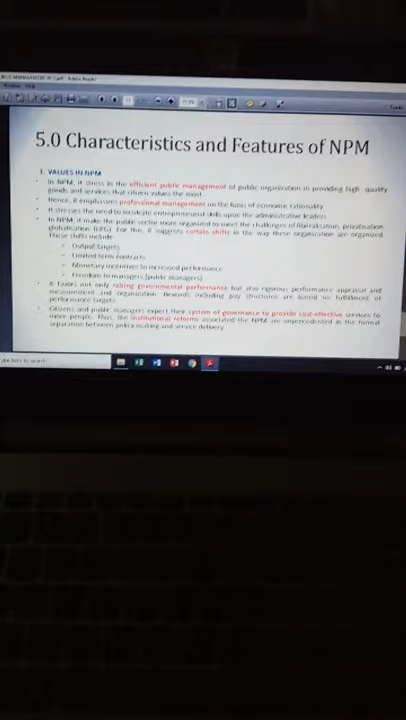 5.0 Characteristics and Features of NPM
1. VALUES IN NPM
- In NPM, it stress in the efficient public management of public organization in providing high quality
goods and services that citizen values the most.
- Hence, it emphasizes professional management on the basis of economic rationality
- It stresses the need to inculcate entrepreneurial skills upon the administrative leaders
- In NPM, it make the public sector more organized to meet the challenges of liberalisation, privatisation
globalisation (LPG). For this, it suggests certain shifts in the way these organization are organized
These shifts include:
Output targets
Limited term contracts
Monetary incentives to increased performance
Freedom to managers (public managers)
- It favors not only raising governmental performance but also rigorous performance appraisal and
measurement and organization. Rewards including pay structures are based on fulfillment of
performance targets
- Citizens and public managers expert their system of governance to provide cost-effective services to
more people. Thus, the institutional reforms associated the NPM are unprecedented in the formal
separation between policy making and service delivery